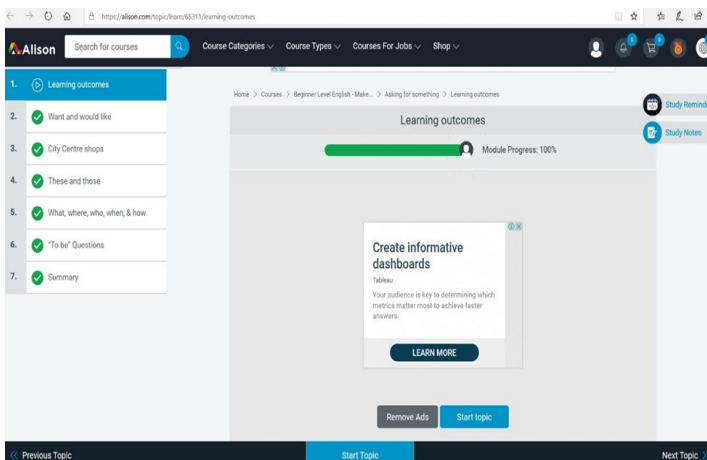 https://alison.com/topic/learn/65311/learning-outcomes
Alison
Search for courses
Course Categories
Course Types
Courses For Jobs
Shop
1. Learning outcomes
2. Want and would like
3. City Centre shops
4. These and those
5. What, where, who, when, & how
6. "To be" Questions
7. Summary
Home > Courses > Beginner Level English - Make... > Asking for something > Learning outcomes
Learning outcomes
Module Progress: 100%
Study Remind
Study Notes
Create informative
dashboards
Tableau
Your audience is key to determining which
metrics matter most to achieve faster
answers.
LEARN MORE
Remove Ads
Start topic
Previous Topic
Start Topic
Next Topic